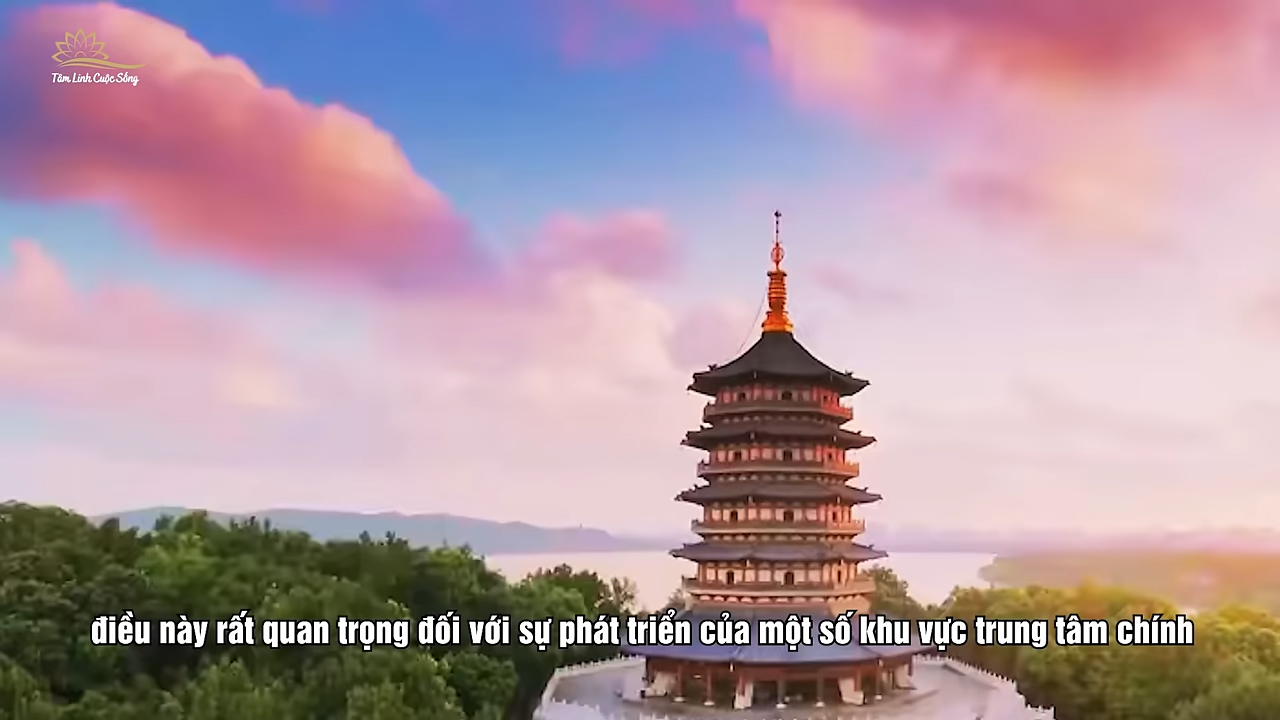 Tâm Linh Cuộc Sống
điều này rất quan trọng đối với sự phát triển của một số khu vực trung tâm chính